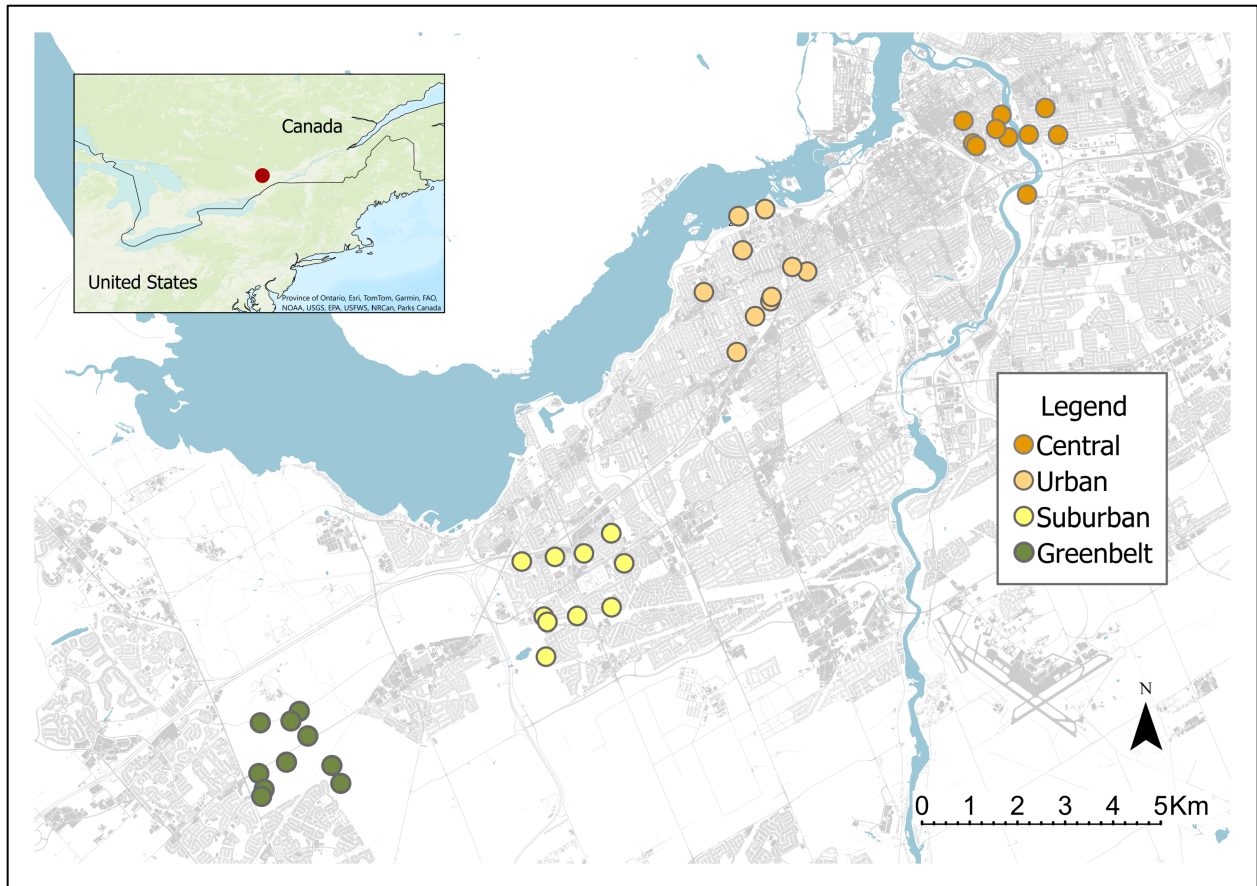 Canada
United States
Province of Ontario, Esri, TomTom, Garmin, FAO,
NOAA, USGS, EPA, USFWS, NRCan, Parks Canada
Legend
Central
Urban
Suburban
Greenbelt
N
0 1 2 3 4 5Km